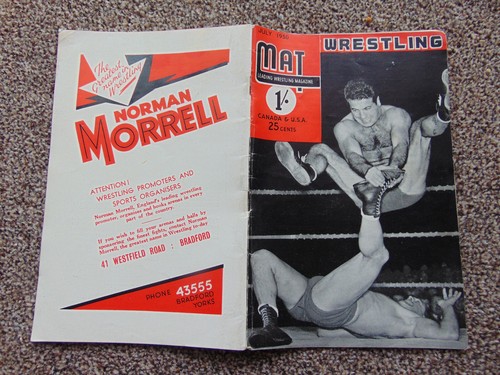 The
Greatest
name in
Wrestling
NORMAN
MORRELL
ATTENTION!
WRESTLING PROMOTERS AND
SPORTS ORGANISERS
Norman Morrell, England's leading wrestling
promoter, organises and books shows in every
part of the country.
If you wish to fill your arenas and halls by
sponsoring the finest fights, contact Norman
Morrell, the greatest name in Wrestling to-day
41 WESTFIELD ROAD : BRADFORD
PHONE 43555
BRADFORD
YORKS
JULY 1950
MAT
WRESTLING
LEADING WRESTLING MAGAZINE
1/-
CANADA & U.S.A.
25 CENTS